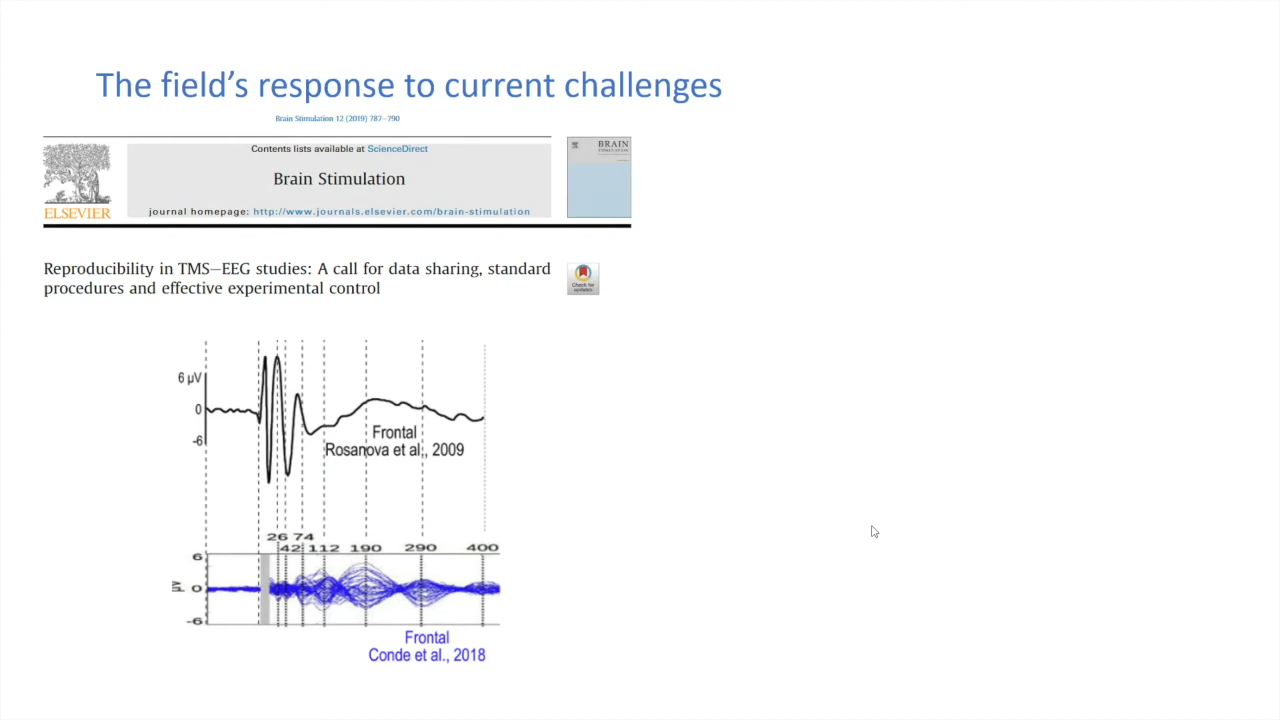 The field's response to current challenges
Brain Stimulation 12 (2019) 787–790
Contents lists available at ScienceDirect
Brain Stimulation
journal homepage: http://www.journals.elsevier.com/brain-stimulation
ELSEVIER
BRAIN
Reproducibility in TMS–EEG studies: A call for data sharing, standard
procedures and effective experimental control
Check for
updates
6 μV
0
-6
Frontal
Rosanova et al., 2009
26 74
42 112 190 290 400
6
μV
0
-6
Frontal
Conde et al., 2018